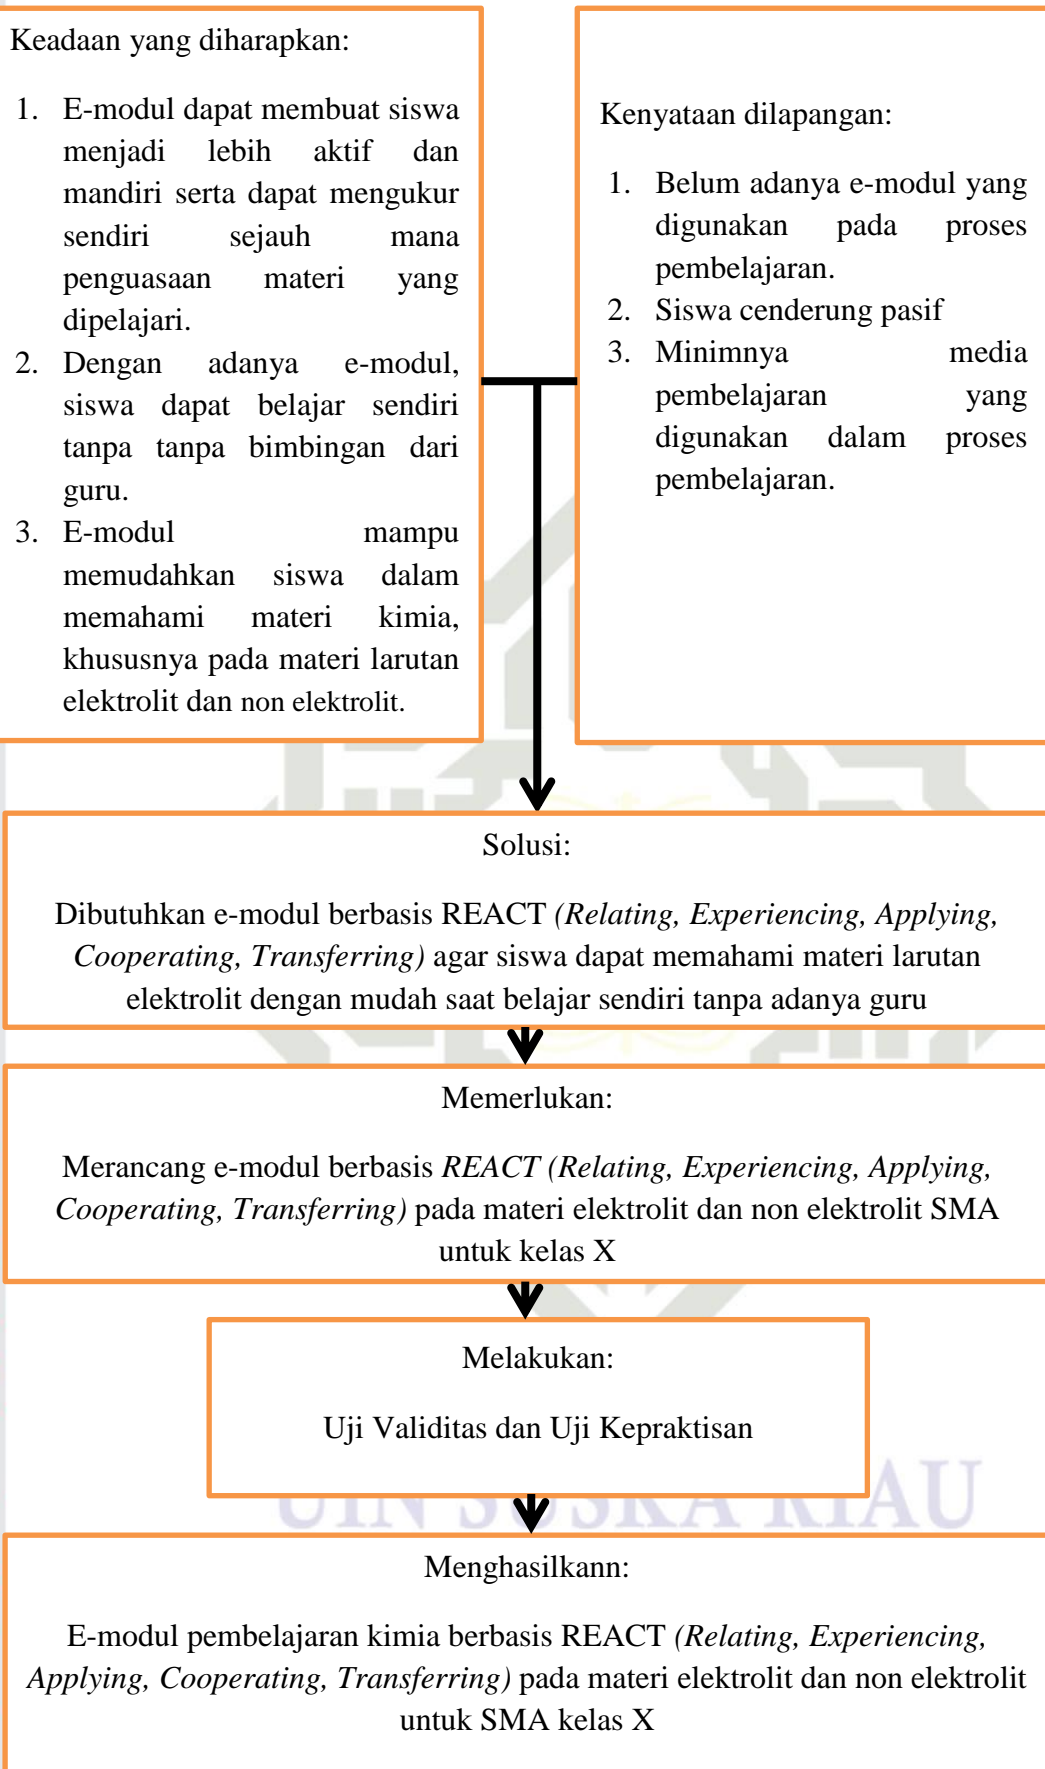 Keadaan yang diharapkan:
1. E-modul dapat membuat siswa
menjadi lebih aktif dan
mandiri serta dapat mengukur
sendiri sejauh mana
penguasaan materi yang
dipelajari.
2. Dengan adanya e-modul,
siswa dapat belajar sendiri
tanpa tanpa bimbingan dari
guru.
3. E-modul mampu
memudahkan siswa dalam
memahami materi kimia,
khususnya pada materi larutan
elektrolit dan non elektrolit.
Kenyataan dilapangan:
1. Belum adanya e-modul yang
digunakan pada proses
pembelajaran.
2. Siswa cenderung pasif
3. Minimnya media
pembelajaran yang
digunakan dalam proses
pembelajaran.
Solusi:
Dibutuhkan e-modul berbasis REACT (Relating, Experiencing, Applying,
Cooperating, Transferring) agar siswa dapat memahami materi larutan
elektrolit dengan mudah saat belajar sendiri tanpa adanya guru
Memerlukan:
Merancang e-modul berbasis REACT (Relating, Experiencing, Applying,
Cooperating, Transferring) pada materi elektrolit dan non elektrolit SMA
untuk kelas X
Melakukan:
Uji Validitas dan Uji Kepraktisan
UIN SUSKA RIAU
Menghasilkann:
E-modul pembelajaran kimia berbasis REACT (Relating, Experiencing,
Applying, Cooperating, Transferring) pada materi elektrolit dan non elektrolit
untuk SMA kelas X